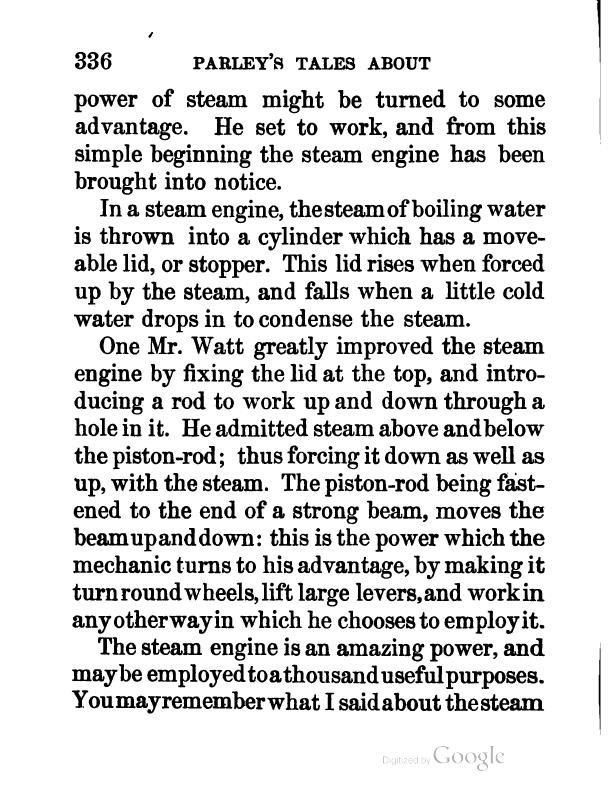 336 PARLEY'S TALES ABOUT
power of steam might be turned to some
advantage. He set to work, and from this
simple beginning the steam engine has been
brought into notice.
In a steam engine, the steam of boiling water
is thrown into a cylinder which has a move-
able lid, or stopper. This lid rises when forced
up by the steam, and falls when a little cold
water drops in to condense the steam.
One Mr. Watt greatly improved the steam
engine by fixing the lid at the top, and intro-
ducing a rod to work up and down through a
hole in it. He admitted steam above and below
the piston-rod; thus forcing it down as well as
up, with the steam. The piston-rod being fast-
ened to the end of a strong beam, moves the
beam up and down: this is the power which the
mechanic turns to his advantage, by making it
turn round wheels, lift large levers, and work in
any other way in which he chooses to employ it.
The steam engine is an amazing power, and
may be employed to a thousand useful purposes.
You may remember what I said about the steam
Digitized by Google